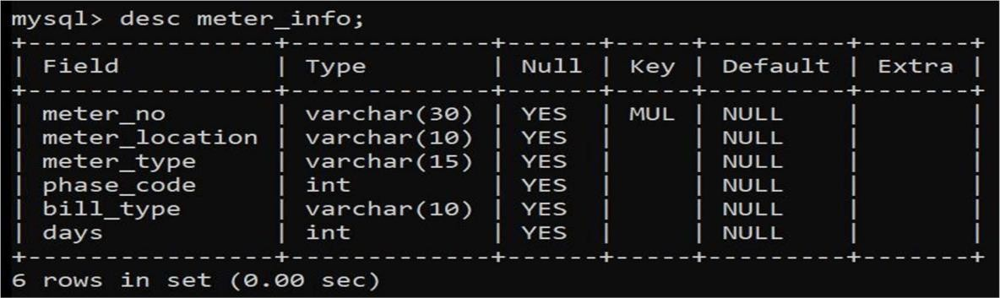 mysql> desc meter_info;
+----------------+-------------+------+-----+---------+-------+
| Field          | Type        | Null | Key | Default | Extra |
+----------------+-------------+------+-----+---------+-------+
| meter_no       | varchar(30) | YES  | MUL | NULL    |       |
| meter_location | varchar(10) | YES  |     | NULL    |       |
| meter_type     | varchar(15) | YES  |     | NULL    |       |
| phase_code     | int         | YES  |     | NULL    |       |
| bill_type      | varchar(10) | YES  |     | NULL    |       |
| days           | int         | YES  |     | NULL    |       |
+----------------+-------------+------+-----+---------+-------+
6 rows in set (0.00 sec)